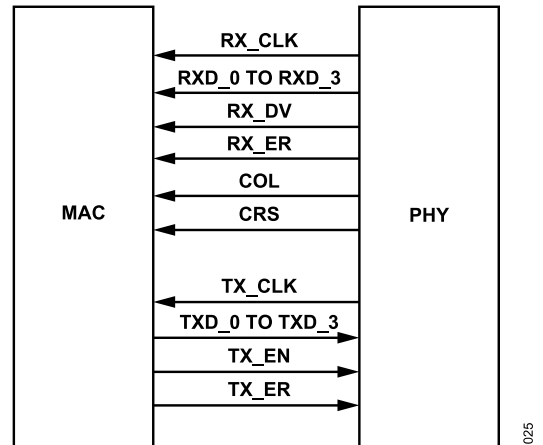 RX_CLK
RXD_0 TO RXD_3
RX_DV
RX_ER
COL
MAC
CRS
PHY
TX_CLK
TXD_0 TO TXD_3
TX_EN
TX_ER
025